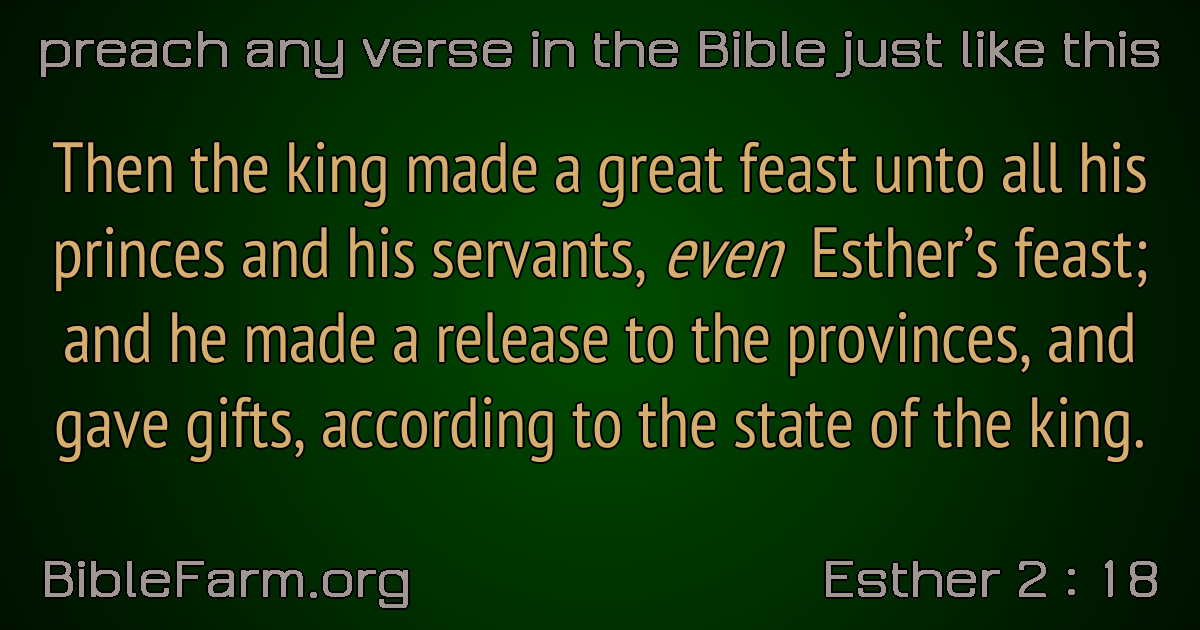 preach any verse in the Bible just like this
Then the king made a great feast unto all his
princes and his servants, even Esther’s feast;
and he made a release to the provinces, and
gave gifts, according to the state of the king.
BibleFarm.org
Esther 2 : 18